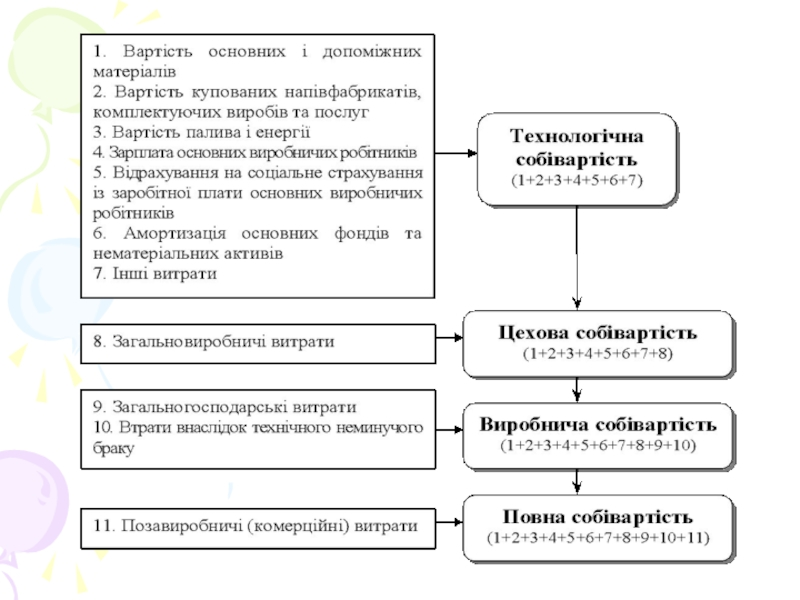 1. Вартість основних і допоміжних
матеріалів
2. Вартість купованих напівфабрикатів,
комплектуючих виробів та послуг
3. Вартість палива і енергії
4. Зарплата основних виробничих робітників
5. Відрахування на соціальне страхування
із заробітної плати основних виробничих
робітників
6. Амортизація основних фондів та
нематеріальних активів
7. Інші витрати
Технологічна
собівартість
(1+2+3+4+5+6+7)
8. Загальновиробничі витрати
Цехова собівартість
(1+2+3+4+5+6+7+8)
9. Загальногосподарські витрати
10. Втрати внаслідок технічного неминучого
браку
Виробнича собівартість
(1+2+3+4+5+6+7+8+9+10)
11. Позавиробничі (комерційні) витрати
Повна собівартість
(1+2+3+4+5+6+7+8+9+10+11)